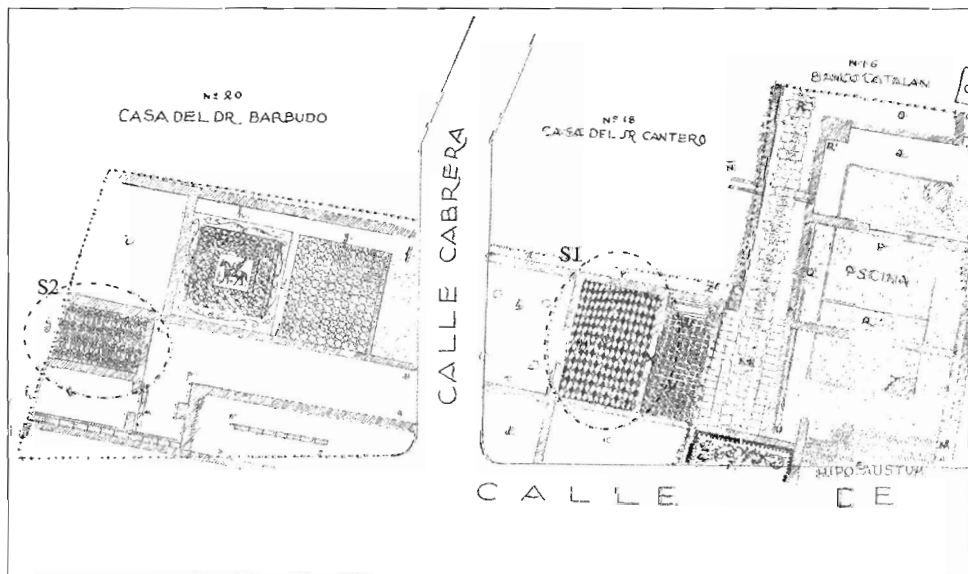 Nº 20
CASA DEL DR. BARBUDO
S2
CALLE CABRERA
Nº 18
CASA DEL SR CANTERO
S1
Nº 16
BANCO CATALAN
PSCINA
HIPOCAUSTUM
CALLE DE